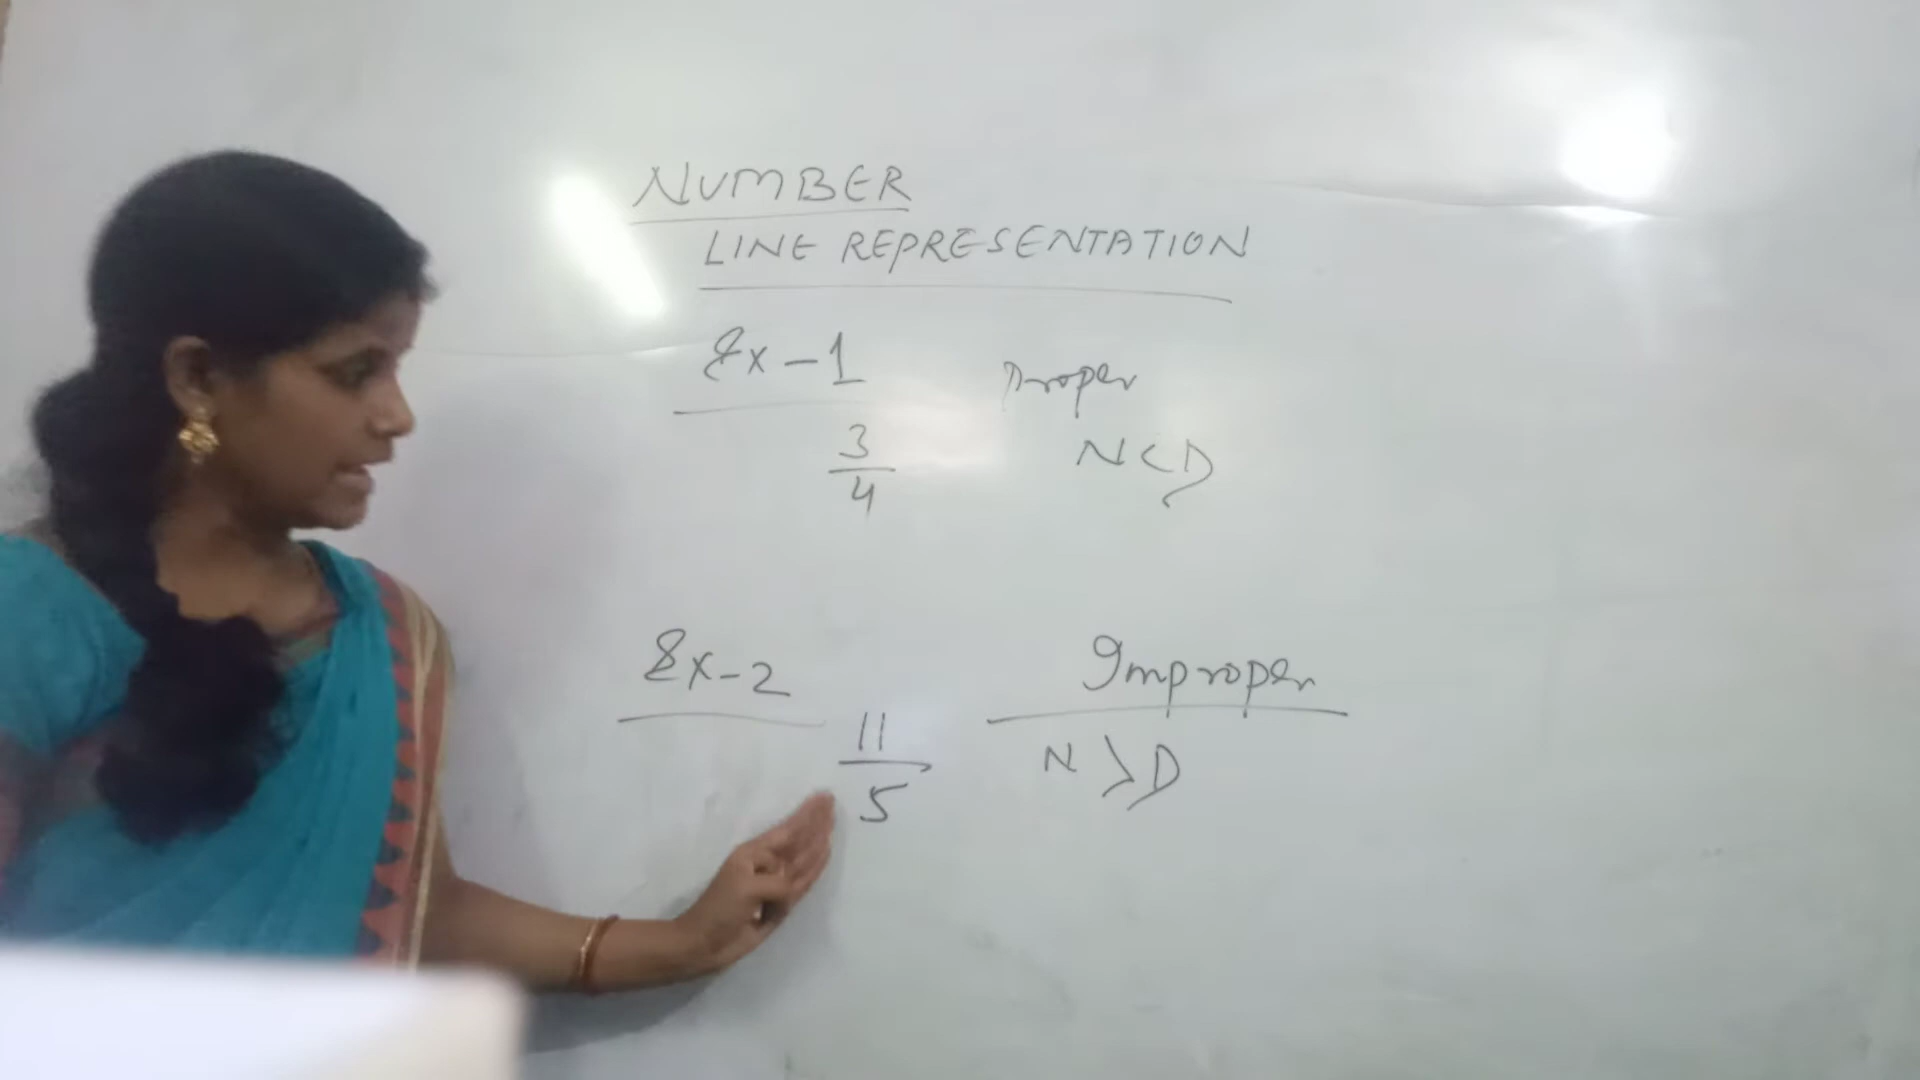 NUMBER
LINE REPRESENTATION
Ex-1 Proper
3/4 N<D
Ex-2 Improper
11/5 N>D